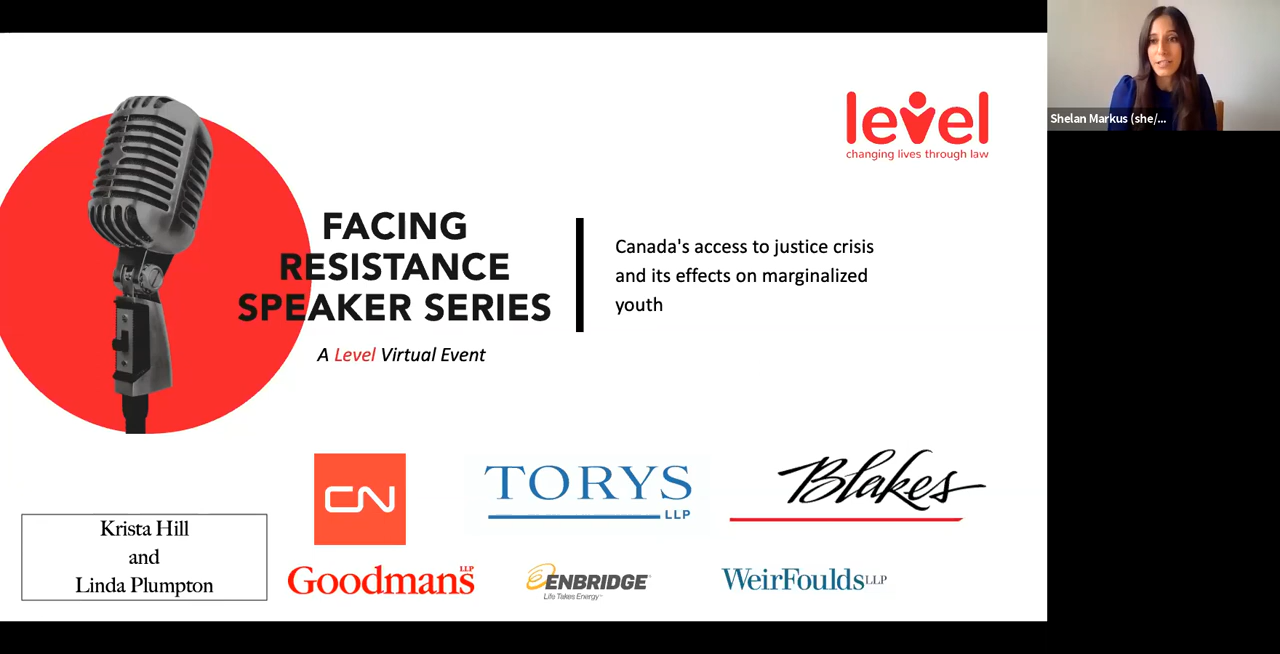 level
changing lives through law
Shelan Markus (she/...
FACING
RESISTANCE
SPEAKER SERIES
A Level Virtual Event
Canada's access to justice crisis
and its effects on marginalized
youth
CN
TORYS
LLP
Blakes
Krista Hill
and
Linda Plumpton
Goodmans LLP
ENBRIDGE
Life Takes Energy™
WeirFoulds LLP